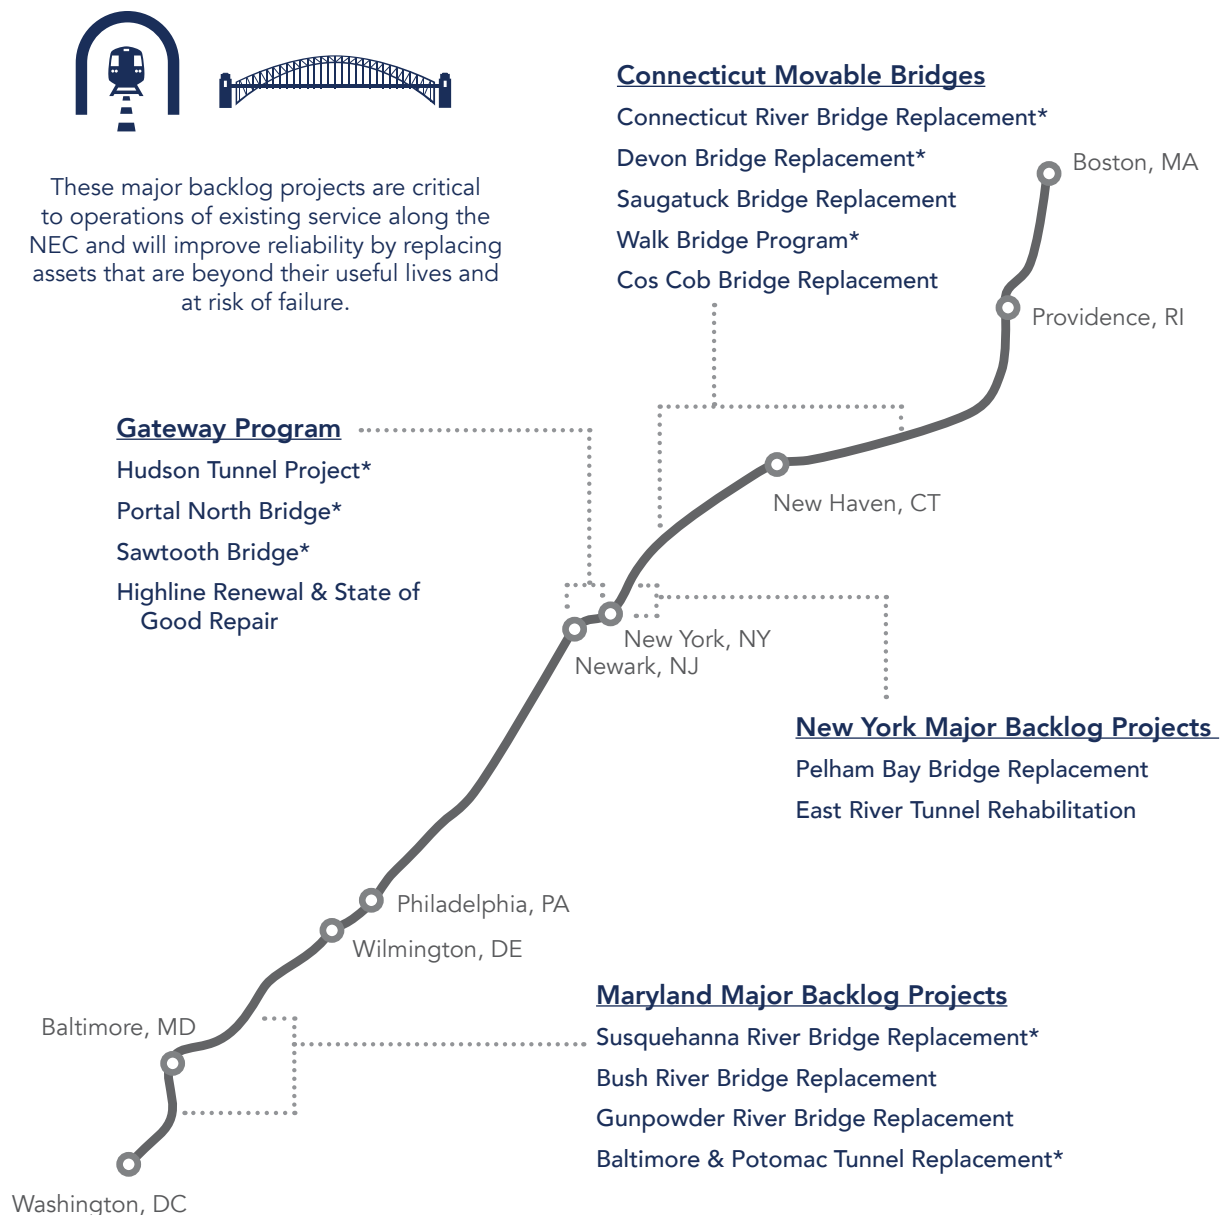 These major backlog projects are critical
to operations of existing service along the
NEC and will improve reliability by replacing
assets that are beyond their useful lives and
at risk of failure.
Connecticut Movable Bridges
Connecticut River Bridge Replacement*
Devon Bridge Replacement*
Saugatuck Bridge Replacement
Walk Bridge Program*
Cos Cob Bridge Replacement
Boston, MA
Providence, RI
Gateway Program
Hudson Tunnel Project*
Portal North Bridge*
Sawtooth Bridge*
Highline Renewal & State of
Good Repair
New Haven, CT
New York, NY
Newark, NJ
New York Major Backlog Projects
Pelham Bay Bridge Replacement
East River Tunnel Rehabilitation
Philadelphia, PA
Wilmington, DE
Maryland Major Backlog Projects
Susquehanna River Bridge Replacement*
Bush River Bridge Replacement
Gunpowder River Bridge Replacement
Baltimore & Potomac Tunnel Replacement*
Baltimore, MD
Washington, DC